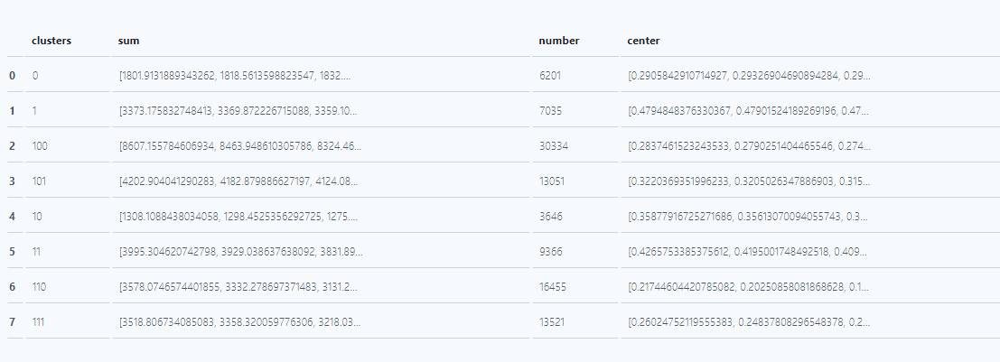 clusters sum number center
0 0 [1801.9131889343262, 1818.5613598823547, 1832.... 6201 [0.2905842910714927, 0.29326904690894284, 0.29...
1 1 [3373.175832748413, 3369.872226715088, 3359.10... 7035 [0.4794848376330367, 0.47901524189269196, 0.47...
2 100 [8607.155784606934, 8463.948610305786, 8324.46... 30334 [0.2837461523243533, 0.2790251404465546, 0.274...
3 101 [4202.904041290283, 4182.879886627197, 4124.08... 13051 [0.3220369351996233, 0.3205026347886903, 0.315...
4 10 [1308.1088438034058, 1298.4525356292725, 1275.... 3646 [0.35877916725271686, 0.35613070094055743, 0.3...
5 11 [3995.304620742798, 3929.038637638092, 3831.89... 9366 [0.4265753385375612, 0.4195001748492518, 0.409...
6 110 [3578.0746574401855, 3332.278697371483, 3131.2... 16455 [0.21744604420785082, 0.20250858081868628, 0.1...
7 111 [3518.806734085083, 3358.320059776306, 3218.03... 13521 [0.26024752119555383, 0.24837808296548378, 0.2...